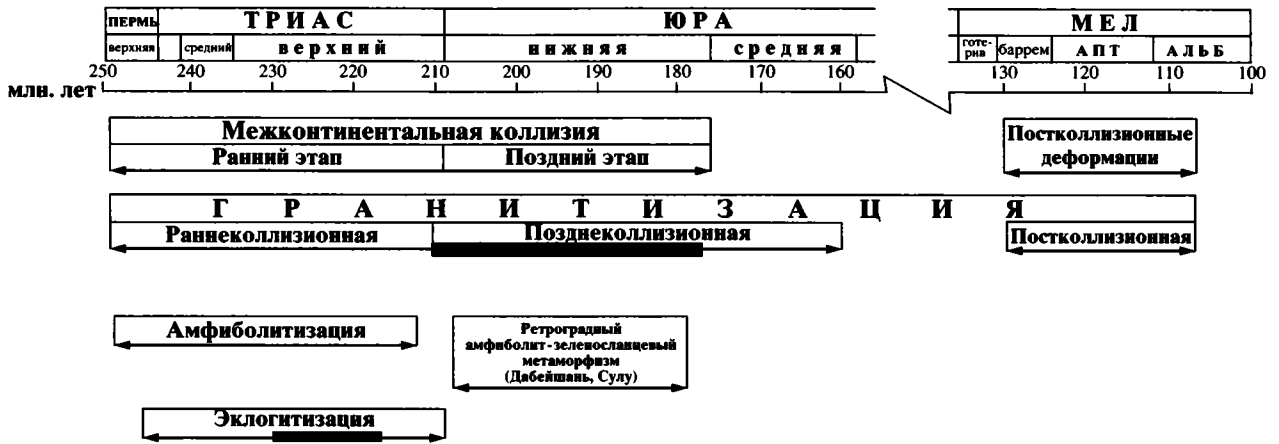 ПЕРМЬ ТРИАС ЮРА МЕЛ
верхняя средний верхний нижняя средняя готе-рив баррем АПТ АЛЬБ
250 240 230 220 210 200 190 180 170 160 130 120 110 100
млн. лет
Межконтинентальная коллизия
Ранний этап Поздний этап
Постколлизионные
деформации
ГРАНИТИЗАЦИЯ
Раннеколлизионная Позднеколлизионная Постколлизионная
Амфиболитизация
Ретроградный
амфиболит-зеленосланцевый
метаморфизм
(Дабейшань, Сулу)
Эклогитизация